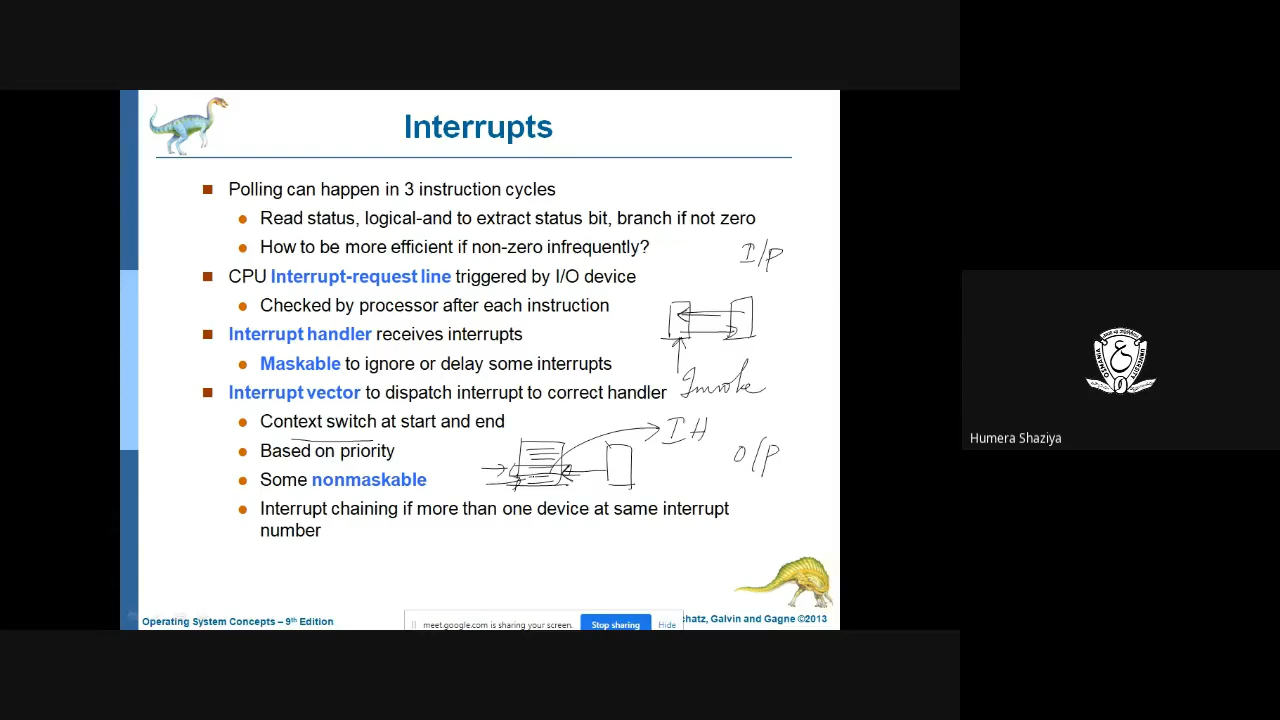 Interrupts
Polling can happen in 3 instruction cycles
Read status, logical-and to extract status bit, branch if not zero
How to be more efficient if non-zero infrequently?
I/P
CPU Interrupt-request line triggered by I/O device
Checked by processor after each instruction
Interrupt handler receives interrupts
Maskable to ignore or delay some interrupts
Invoke
Interrupt vector to dispatch interrupt to correct handler
Context switch at start and end
IH
Based on priority
O/P
Some nonmaskable
Interrupt chaining if more than one device at same interrupt
number
Operating System Concepts – 9th Edition
meet.google.com is sharing your screen.
Stop sharing
Hide
chatz, Galvin and Gagne ©2013
Humera Shaziya